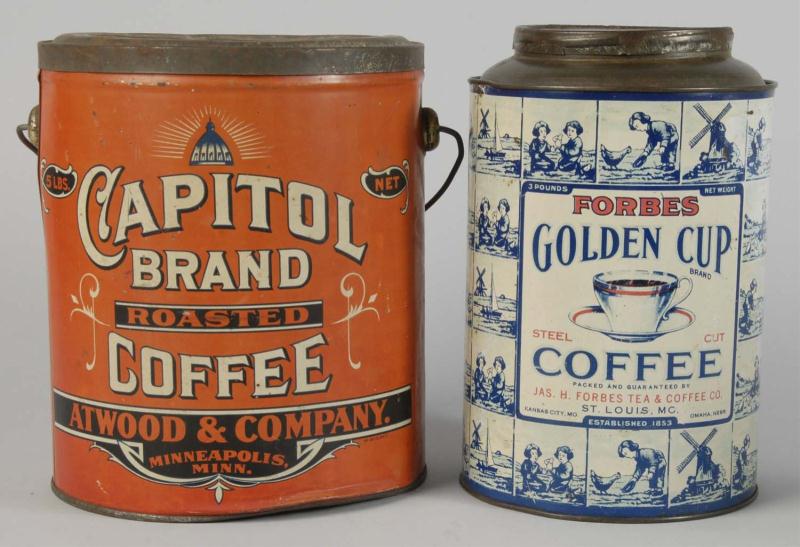 5 LBS.
NET
CAPITOL
BRAND
ROASTED
COFFEE
ATWOOD & COMPANY.
MINNEAPOLIS,
MINN.
3 POUNDS
NET WEIGHT
FORBES
GOLDEN CUP
BRAND
STEEL CUT
COFFEE
PACKED AND GUARANTEED BY
JAS. H. FORBES TEA & COFFEE CO.
KANSAS CITY, MO. ST. LOUIS, MO. OMAHA, NEBR.
ESTABLISHED 1853